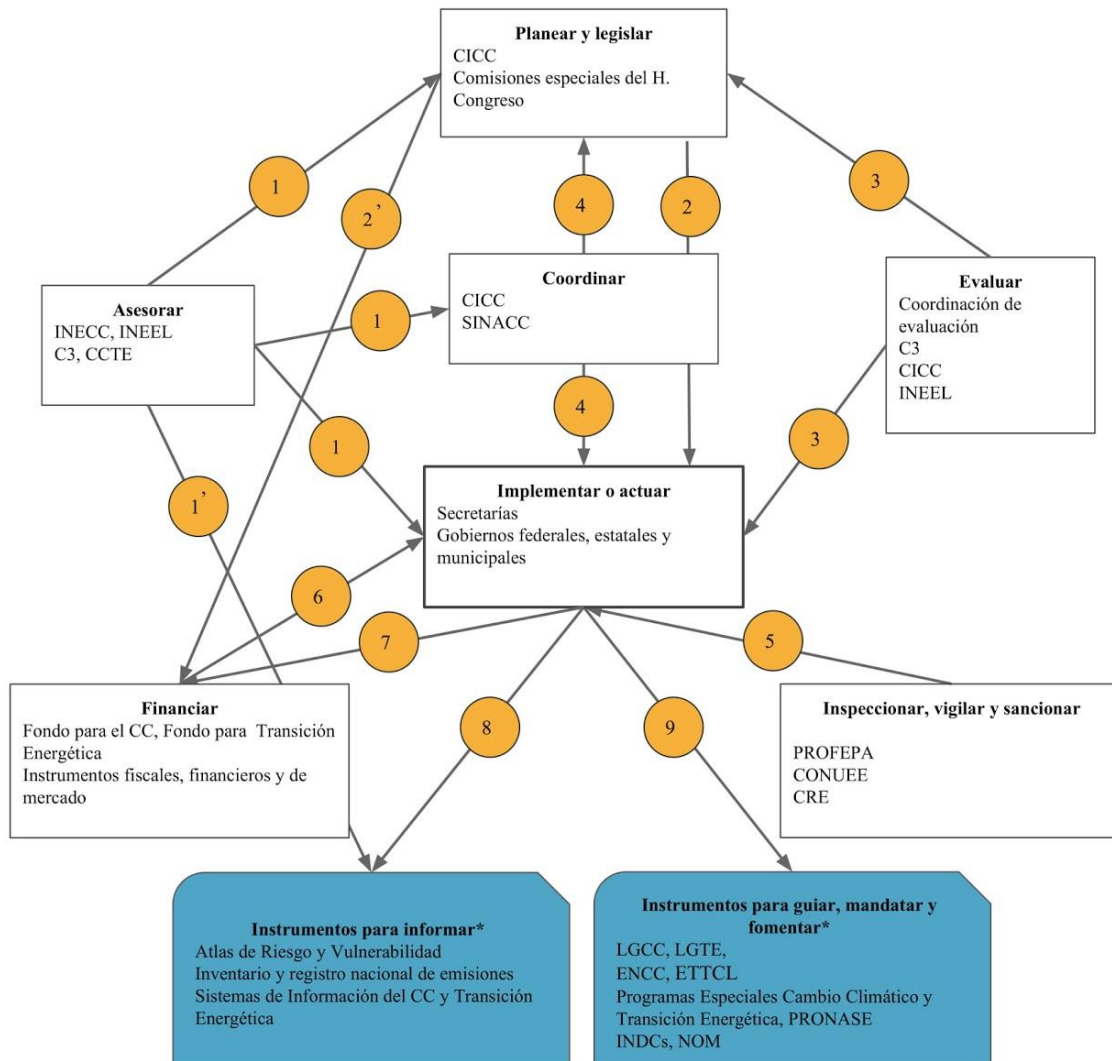 Planear y legislar
CICC
Comisiones especiales del H.
Congreso
1
2’
4
2
3
Asesorar
INECC, INEEL
C3, CCTE
1
Coordinar
CICC
SINACC
Evaluar
Coordinación de
evaluación
C3
CICC
INEEL
4
1
3
1’
Implementar o actuar
Secretarías
Gobiernos federales, estatales y
municipales
6
7
5
Financiar
Fondo para el CC, Fondo para Transición
Energética
Instrumentos fiscales, financieros y de
mercado
8
9
Inspeccionar, vigilar y sancionar
PROFEPA
CONUEE
CRE
Instrumentos para informar*
Atlas de Riesgo y Vulnerabilidad
Inventario y registro nacional de emisiones
Sistemas de Información del CC y Transición
Energética
Instrumentos para guiar, mandatar y
fomentar*
LGCC, LGTE,
ENCC, ETTCL
Programas Especiales Cambio Climático y
Transición Energética, PRONASE
INDCs, NOM